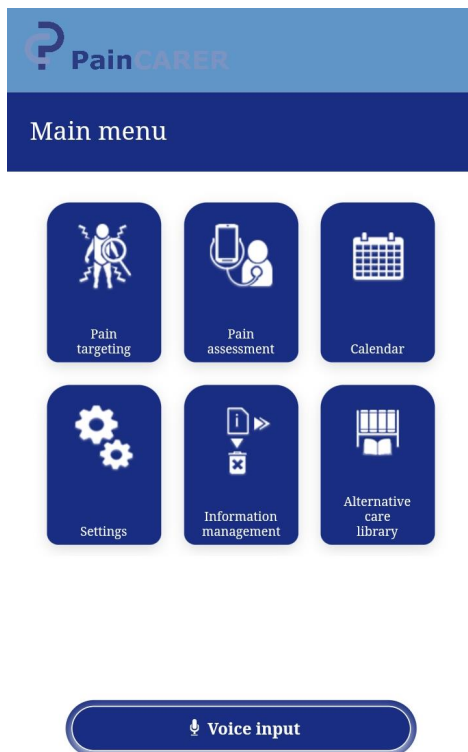 PainCARER
Main menu
Pain
targeting
Pain
assessment
Calendar
Settings
Information
management
Alternative
care
library
Voice input